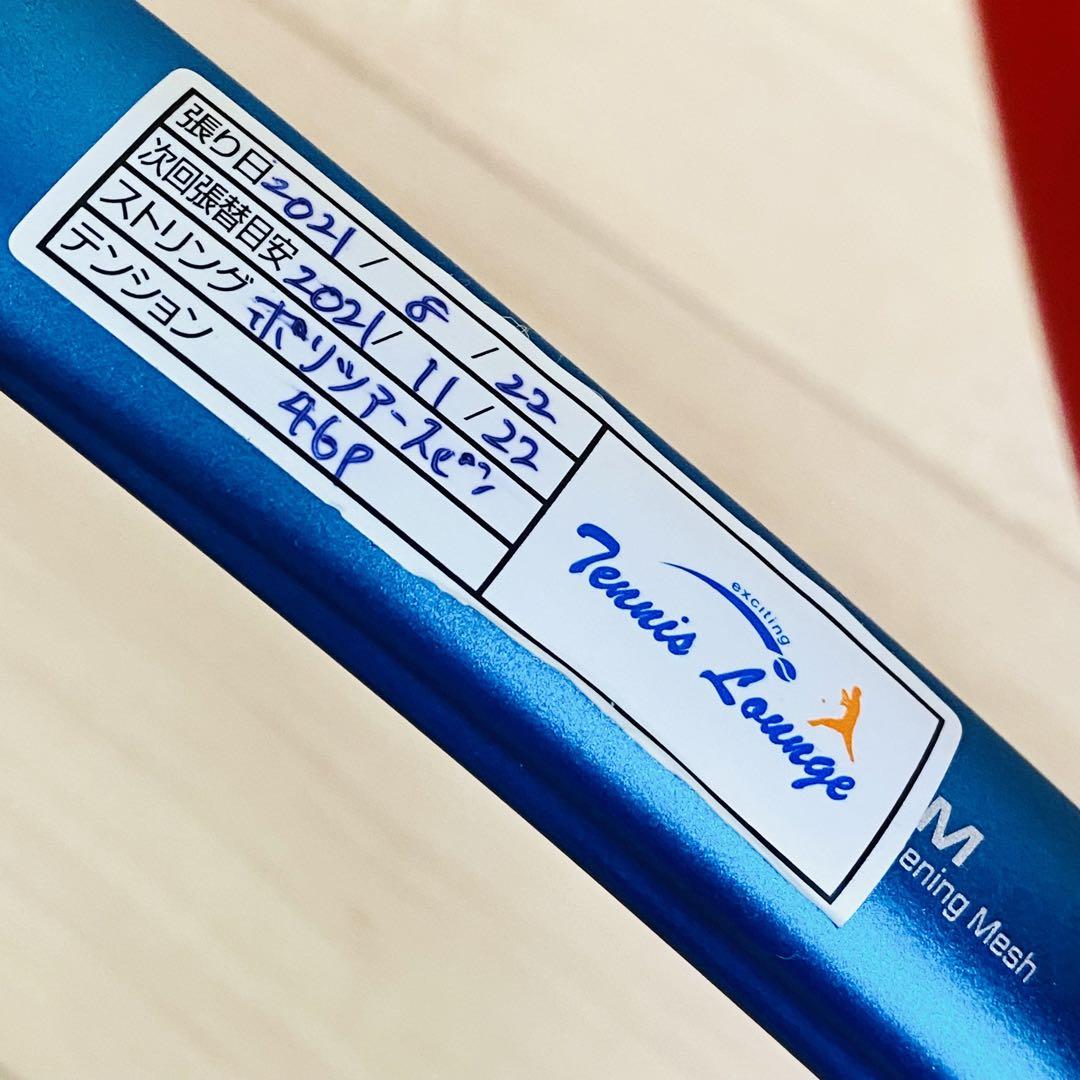 張り日 2021 / 8 / 22
次回張替目安 2021 / 11 / 22
ストリング ポリツアースピン
テンション 46P
exciting
Tennis Lounge
M
ening Mesh